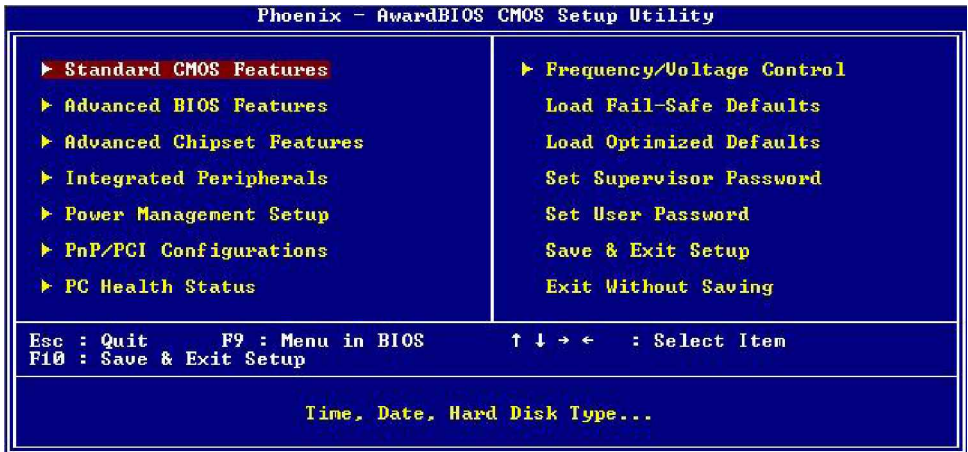 Phoenix - AwardBIOS CMOS Setup Utility
Standard CMOS Features
Advanced BIOS Features
Advanced Chipset Features
Integrated Peripherals
Power Management Setup
PnP/PCI Configurations
PC Health Status
Frequency/Voltage Control
Load Fail-Safe Defaults
Load Optimized Defaults
Set Supervisor Password
Set User Password
Save & Exit Setup
Exit Without Saving
Esc : Quit F9 : Menu in BIOS ↑ ↓ → ← : Select Item
F10 : Save & Exit Setup
Time, Date, Hard Disk Type...